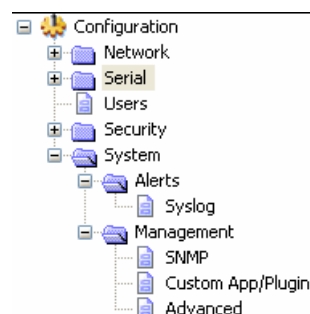 Configuration
Network
Serial
Users
Security
System
Alerts
Syslog
Management
SNMP
Custom App/Plugin
Advanced